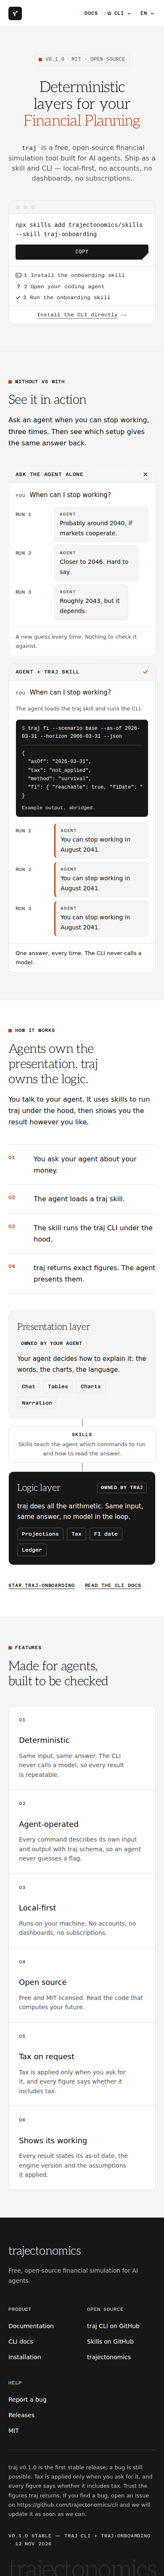 DOCS
CLI
EN
V0.1.0 MIT · OPEN SOURCE
Deterministic
layers for your
Financial Planning
traj is a free, open-source financial
simulation tool built for AI agents. Ship as a
skill and CLI — local-first, no accounts, no
dashboards, no subscriptions.
npx skills add trajectonomics/skills
--skill traj-onboarding
COPY
1 Install the onboarding skill
? 2 Open your coding agent
3 Run the onboarding skill
Install the CLI directly →
WITHOUT VS WITH
See it in action
Ask an agent when you can stop working,
three times. Then see which setup gives
the same answer back.
ASK THE AGENT ALONE
YOU When can I stop working?
RUN 1
AGENT
Probably around 2040, if
markets cooperate.
RUN 2
AGENT
Closer to 2046. Hard to
say.
RUN 3
AGENT
Roughly 2043, but it
depends.
A new guess every time. Nothing to check it
against.
AGENT + TRAJ SKILL
YOU When can I stop working?
The agent loads the traj skill and runs the CLI:
$ traj fi --scenario base --as-of 2026-
03-31 --horizon 2066-03-31 --json
{
"asOf": "2026-03-31",
"tax": "not_applied",
"method": "survival",
"fi": { "reachable": true, "fiDate": "
}
Example output, abridged.
RUN 1
AGENT
You can stop working in
August 2041.
RUN 2
AGENT
You can stop working in
August 2041.
RUN 3
AGENT
You can stop working in
August 2041.
One answer, every time. The CLI never calls a
model.
HOW IT WORKS
Agents own the
presentation. traj
owns the logic.
You talk to your agent. It uses skills to run
traj under the hood, then shows you the
result however you like.
01
You ask your agent about your
money.
02
The agent loads a traj skill.
03
The skill runs the traj CLI under the
hood.
04
traj returns exact figures. The agent
presents them.
Presentation layer
OWNED BY YOUR AGENT
Your agent decides how to explain it: the
words, the charts, the language.
Chat
Tables
Charts
Narration
SKILLS
Skills teach the agent which commands to run
and how to read the answer.
Logic layer
OWNED BY TRAJ
traj does all the arithmetic. Same input,
same answer, no model in the loop.
Projections
Tax
FI date
Ledger
STAR TRAJ-ONBOARDING
READ THE CLI DOCS
FEATURES
Made for agents,
built to be checked
01
Deterministic
Same input, same answer. The CLI
never calls a model, so every result
is repeatable.
02
Agent-operated
Every command describes its own input
and output with traj schema, so an agent
never guesses a flag.
03
Local-first
Runs on your machine. No accounts, no
dashboards, no subscriptions.
04
Open source
Free and MIT licensed. Read the code that
computes your future.
05
Tax on request
Tax is applied only when you ask for
it, and every figure says whether it
includes tax.
06
Shows its working
Every result states its as-of date, the
engine version and the assumptions
it applied.
trajectonomics
Free, open-source financial simulation for AI
agents.
PRODUCT
OPEN SOURCE
Documentation
traj CLI on GitHub
CLI docs
Skills on GitHub
Installation
trajectonomics
HELP
Report a bug
Releases
MIT
traj v0.1.0 is the first stable release; a bug is still
possible. Tax is applied only when you ask for it, and
every figure says whether it includes tax. Trust the
figures traj returns. If you find a bug, open an issue
on https://github.com/trajectonomics/cli and we will
update it as soon as we can.
V0.1.0 STABLE — TRAJ CLI + TRAJ-ONBOARDING
· 12 NOV 2026
trajectonomics